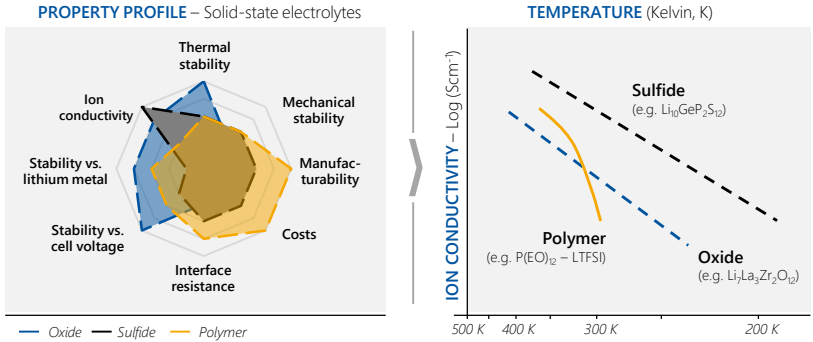 PROPERTY PROFILE – Solid-state electrolytes
Thermal
stability
Ion
conductivity
Mechanical
stability
Stability vs.
lithium metal
Manufac-
turability
Stability vs.
cell voltage
Costs
Interface
resistance
Oxide
Sulfide
Polymer
TEMPERATURE (Kelvin, K)
ION CONDUCTIVITY – Log (Scm⁻¹)
Sulfide
(e.g. Li₁₀GeP₂S₁₂)
Polymer
(e.g. P(EO)₁₂ – LTFSI)
Oxide
(e.g. Li₇La₃Zr₂O₁₂)
500 K 400 K 300 K 200 K